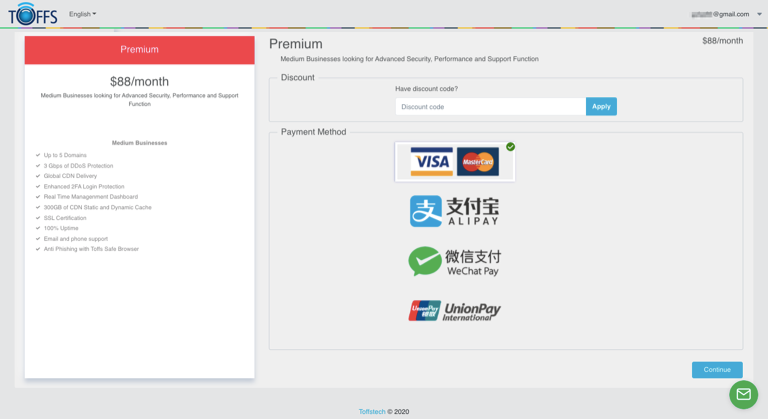 TOFFS
English
@gmail.com
Premium
$88/month
Medium Businesses looking for Advanced Security, Performance and Support
Function
Medium Businesses
Up to 5 Domains
3 Gbps of DDoS Protection
Global CDN Delivery
Enhanced 2FA Login Protection
Real Time Management Dashboard
300GB of CDN Static and Dynamic Cache
SSL Certification
100% Uptime
Email and phone support
Anti Phishing with Toffs Safe Browser
Premium
$88/month
Medium Businesses looking for Advanced Security, Performance and Support Function
Discount
Have discount code?
Discount code
Apply
Payment Method
VISA
MasterCard
支 支付宝
ALIPAY
微信支付
WeChat Pay
UnionPay
银联
UnionPay
International
Continue
Toffstech © 2020